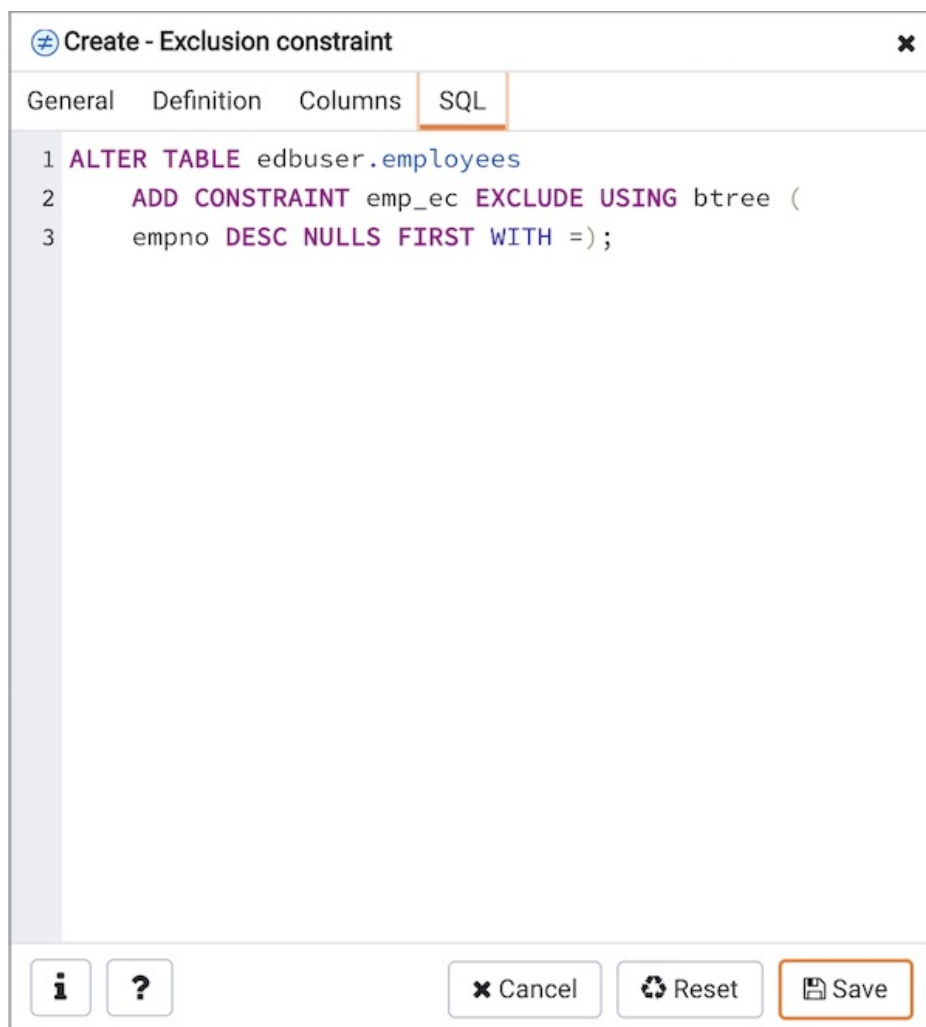 Create - Exclusion constraint
General Definition Columns SQL
1 ALTER TABLE edbuser.employees
2 ADD CONSTRAINT emp_ec EXCLUDE USING btree (
3 empno DESC NULLS FIRST WITH =);
i ? Cancel Reset Save